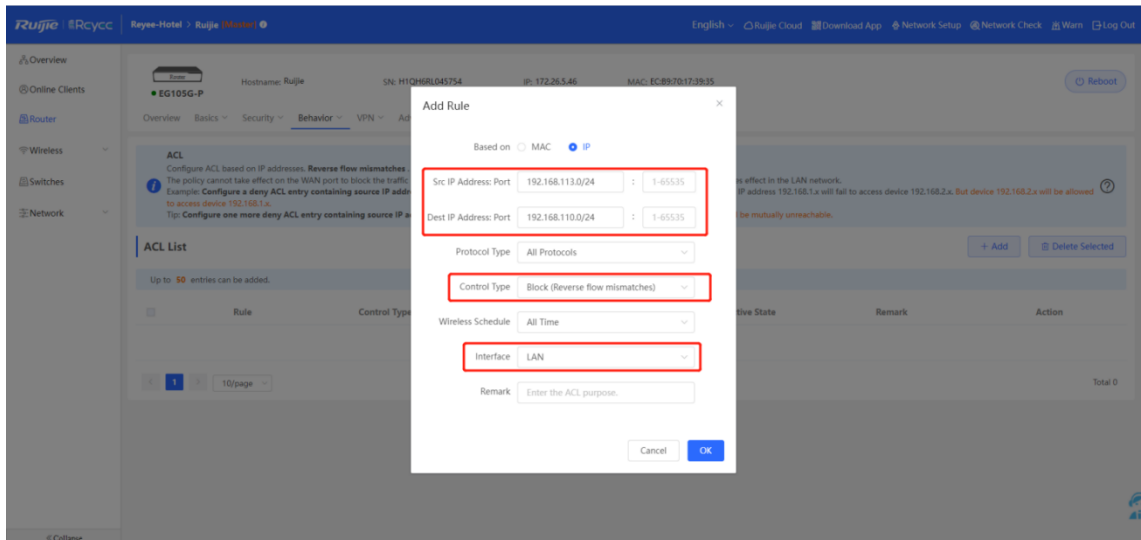 Ruijie Rcycc Reyee-Hotel > Ruijie (Master) English Ruijie Cloud Download App Network Setup Network Check Warn Log Out
Overview
Online Clients
Router
Wireless
Switches
Network
Collapse
Hostname: Ruijie SN: H1QH6RL045754 IP: 172.26.5.46 MAC: EC:B9:70:17:39:35
EG105G-P
Reboot
Overview Basics Security Behavior VPN Ad
ACL
Configure ACL based on IP addresses. Reverse flow mismatches
The policy cannot take effect on the WAN port to block the traffic effect in the LAN network.
Example: Configure a deny ACL entry containing source IP addr IP address 192.168.1.x will fail to access device 192.168.2.x, But device 192.168.2.x will be allowed
to access device 192.168.1.x.
Tip: Configure one more deny ACL entry containing source IP a be mutually unreachable.
ACL List
+ Add Delete Selected
Up to 50 entries can be added.
Rule Control Type tive State Remark Action
1 10/page Total 0
Add Rule ×
Based on MAC IP
Src IP Address: Port 192.168.113.0/24 : 1-65535
Dest IP Address: Port 192.168.110.0/24 : 1-65535
Protocol Type All Protocols
Control Type Block (Reverse flow mismatches)
Wireless Schedule All Time
Interface LAN
Remark Enter the ACL purpose.
Cancel OK